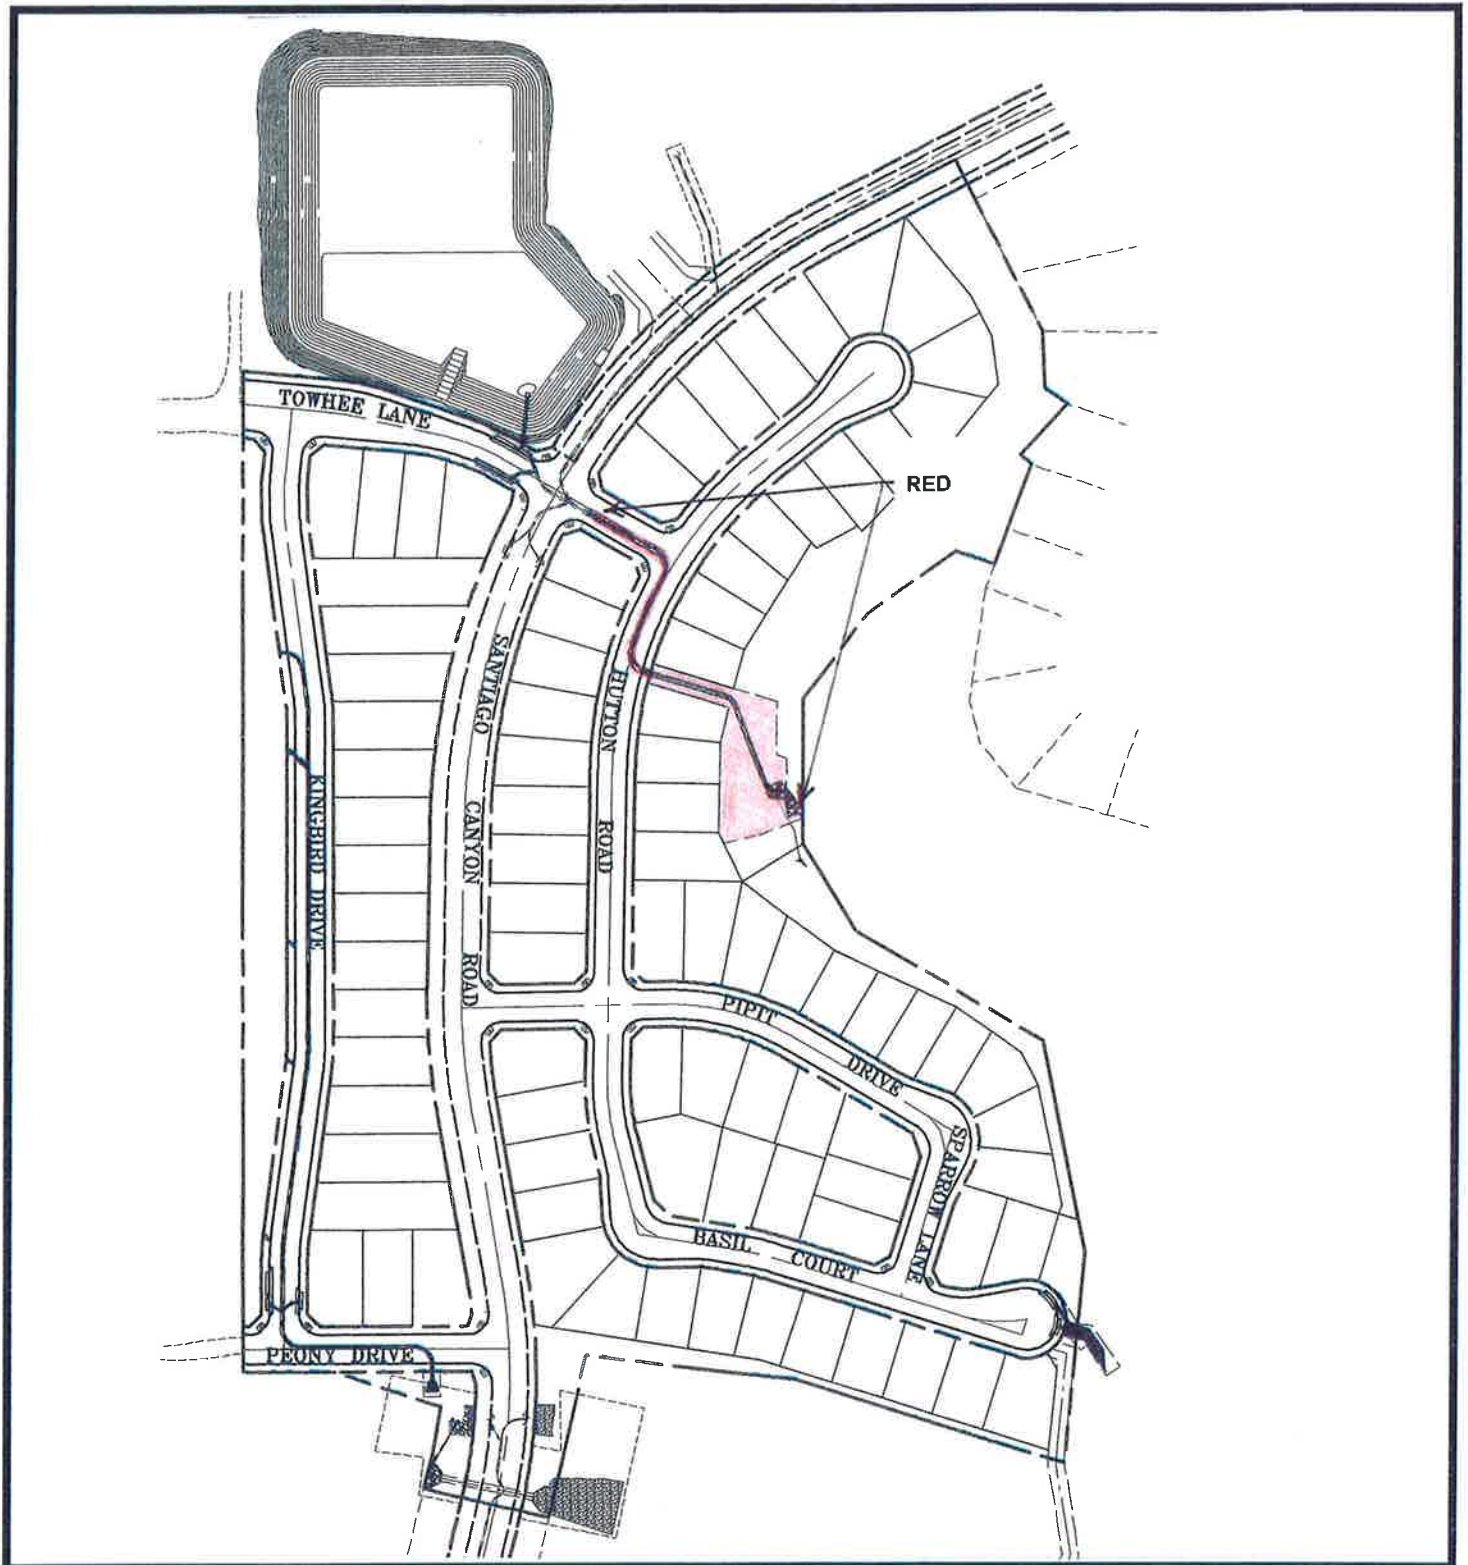 TOWHEE LANE
RED
SANTIAGO
CANYON
ROAD
HUTTON
ROAD
KINGBIRD DRIVE
PIPIT
DRIVE
SPARROW LANE
BASIL COURT
PEONY DRIVE